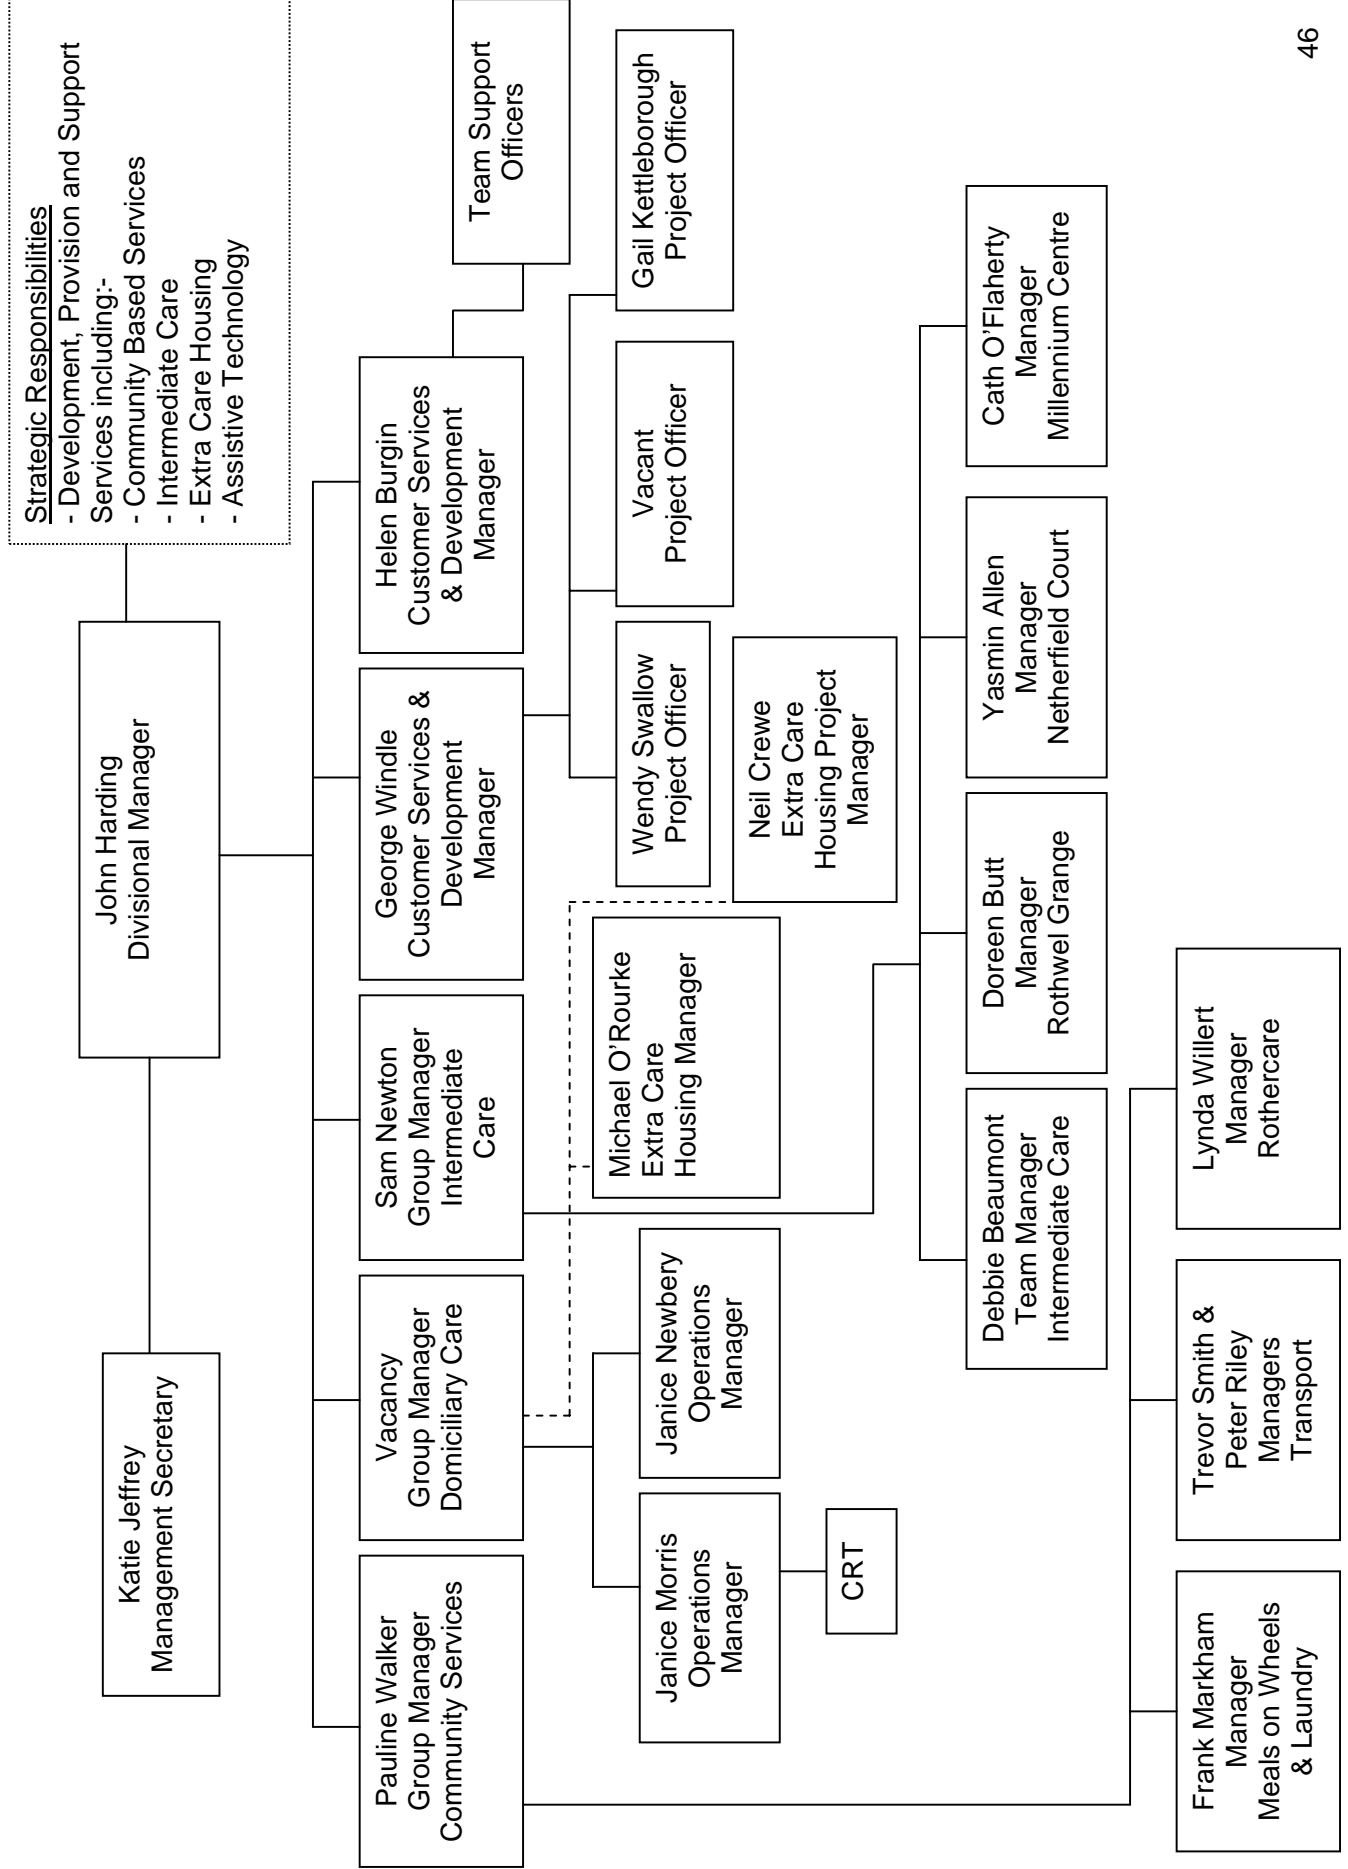 Strategic Responsibilities
- Development, Provision and Support
Services including:-
- Community Based Services
- Intermediate Care
- Extra Care Housing
- Assistive Technology
John Harding
Divisional Manager
Katie Jeffrey
Management Secretary
Pauline Walker
Group Manager
Community Services
Vacancy
Group Manager
Domiciliary Care
Sam Newton
Group Manager
Intermediate
Care
George Windle
Customer Services &
Development
Manager
Helen Burgin
Customer Services
& Development
Manager
Team Support
Officers
Wendy Swallow
Project Officer
Vacant
Project Officer
Gail Kettleborough
Project Officer
Janice Morris
Operations
Manager
Janice Newbery
Operations
Manager
Michael O'Rourke
Extra Care
Housing Manager
Neil Crewe
Extra Care
Housing Project
Manager
CRT
Debbie Beaumont
Team Manager
Intermediate Care
Doreen Butt
Manager
Rothwel Grange
Yasmin Allen
Manager
Netherfield Court
Cath O'Flaherty
Manager
Millennium Centre
Frank Markham
Manager
Meals on Wheels
& Laundry
Trevor Smith &
Peter Riley
Managers
Transport
Lynda Willert
Manager
Rothercare
46